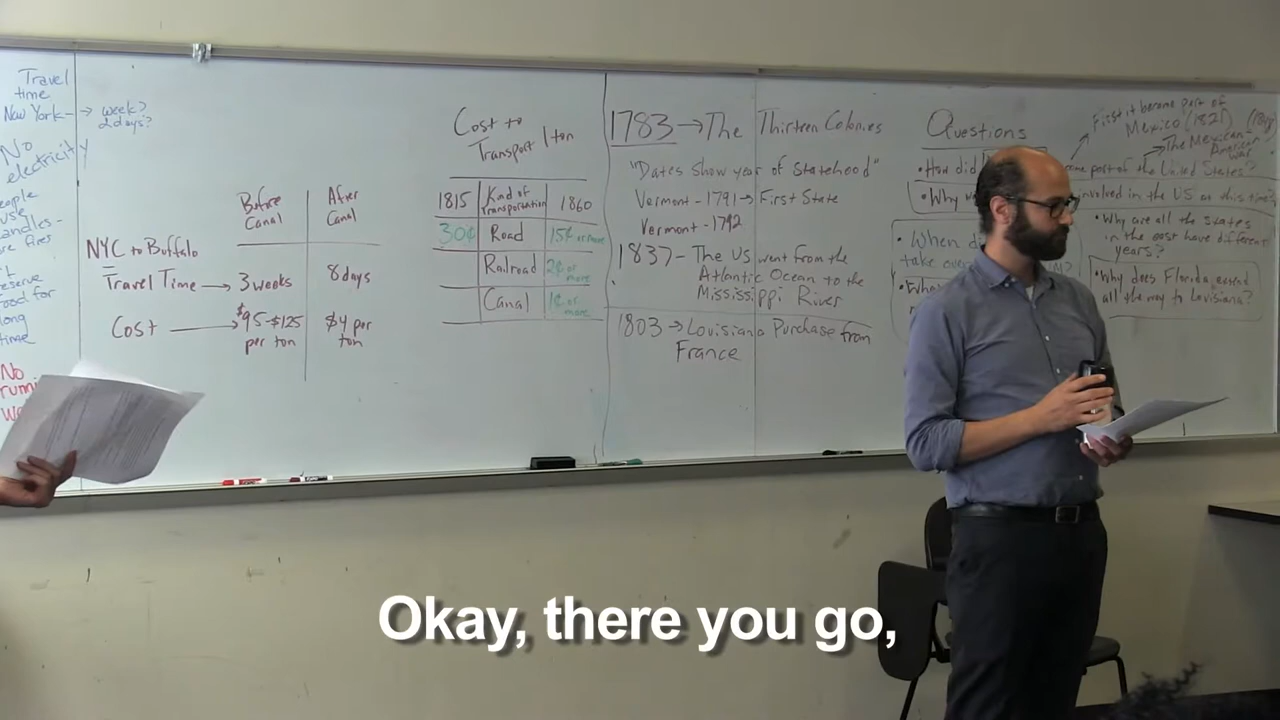 Travel
time
New York → week?
2 days?
No
electricity
eople
use
andles -
re fires
eserve
ood for
long
time
No
runni
Before
Canal
After
Canal
NYC to Buffalo
Travel Time → 3 weeks
8 days
Cost → $95-$125
per ton
$4 per
ton
Cost to
Transport / ton
1815
Kind of
transportation
1860
30¢
Road
15¢ or more
Railroad
2¢ or
more
Canal
1¢ or
more
1783 → The Thirteen Colonies
"Dates show year of Statehood"
Vermont - 1791 → First State
Vermont - 1792
1837 - The US went from the
Atlantic Ocean to the
Mississippi River
1803 → Louisiana Purchase from
France
Questions
First it became part of
Mexico (1821)
→ The Mexican-
American
War
• How did
me part of the United States?
• Why
involved in the US at this time?
• When di
take over
• Why are all the states
in the east have different
years?
• Why does Florida extend
all the way to Louisiana?
Okay, there you go,